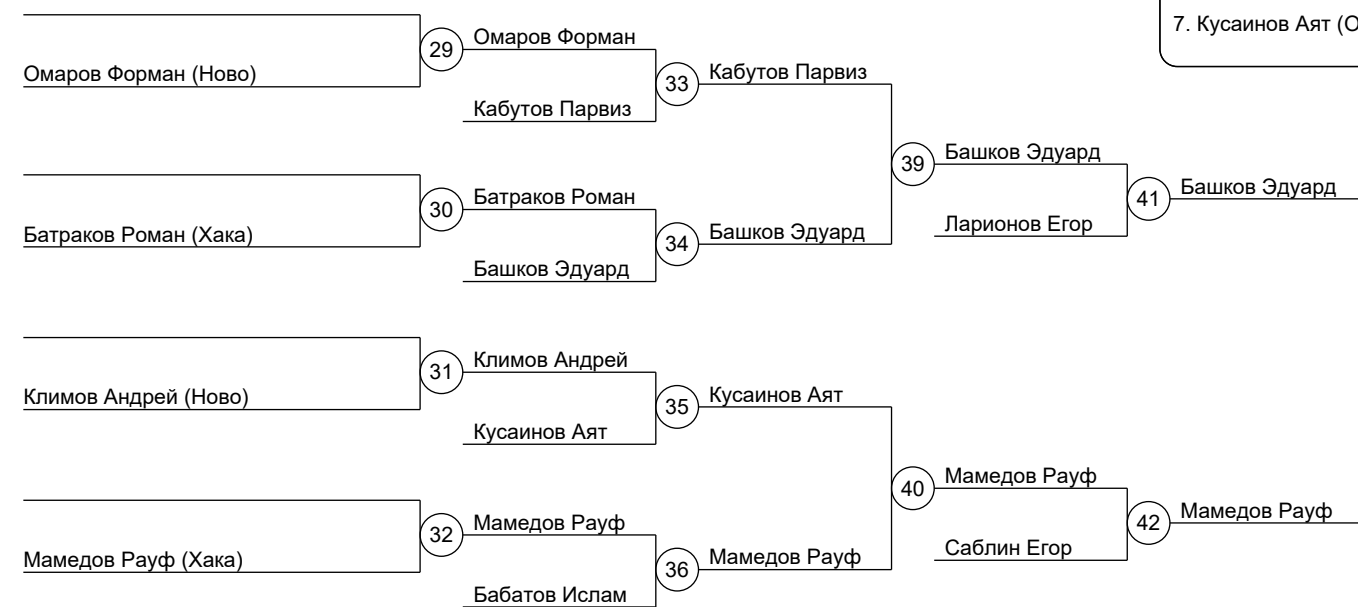 7. Кусаинов Аят (О
29
Омаров Форман
Омаров Форман (Ново)
33
Кабутов Парвиз
Кабутов Парвиз
39
Башков Эдуард
30
Батраков Роман
Батраков Роман (Хака)
34
Башков Эдуард
Башков Эдуард
41
Башков Эдуард
Ларионов Егор
31
Климов Андрей
Климов Андрей (Ново)
35
Кусаинов Аят
Кусаинов Аят
40
Мамедов Рауф
32
Мамедов Рауф
Мамедов Рауф (Хака)
36
Мамедов Рауф
Бабатов Ислам
42
Мамедов Рауф
Саблин Егор